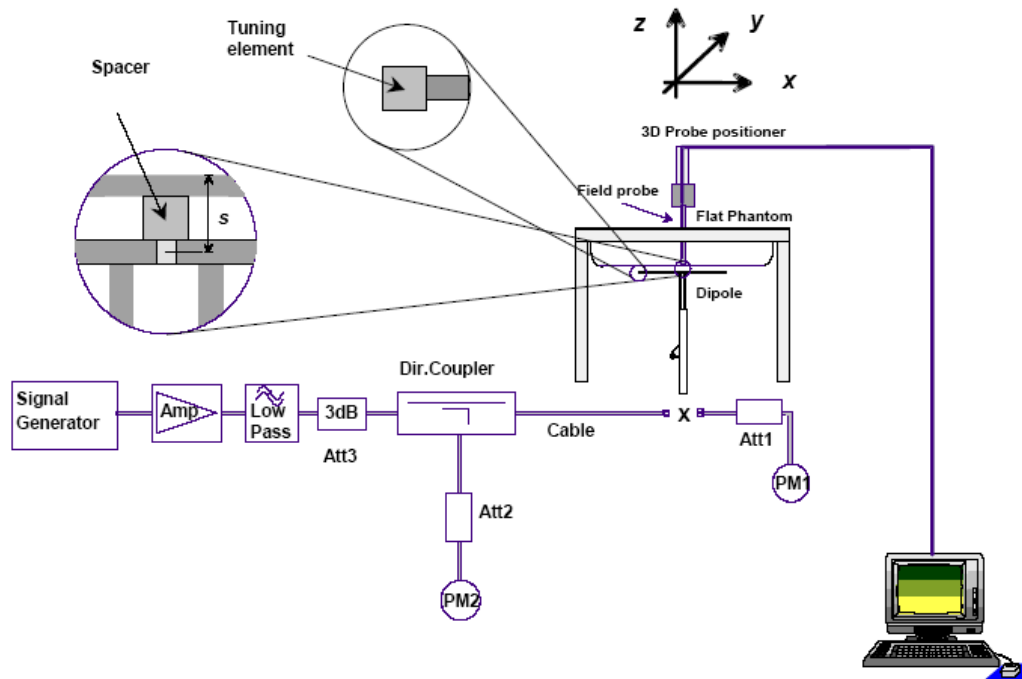 Tuning
element
Spacer
s
z
y
x
3D Probe positioner
Field probe
Flat Phantom
Dipole
Signal
Generator
Amp
Low
Pass
3dB
Att3
Dir.Coupler
Cable
X
Att1
PM1
Att2
PM2